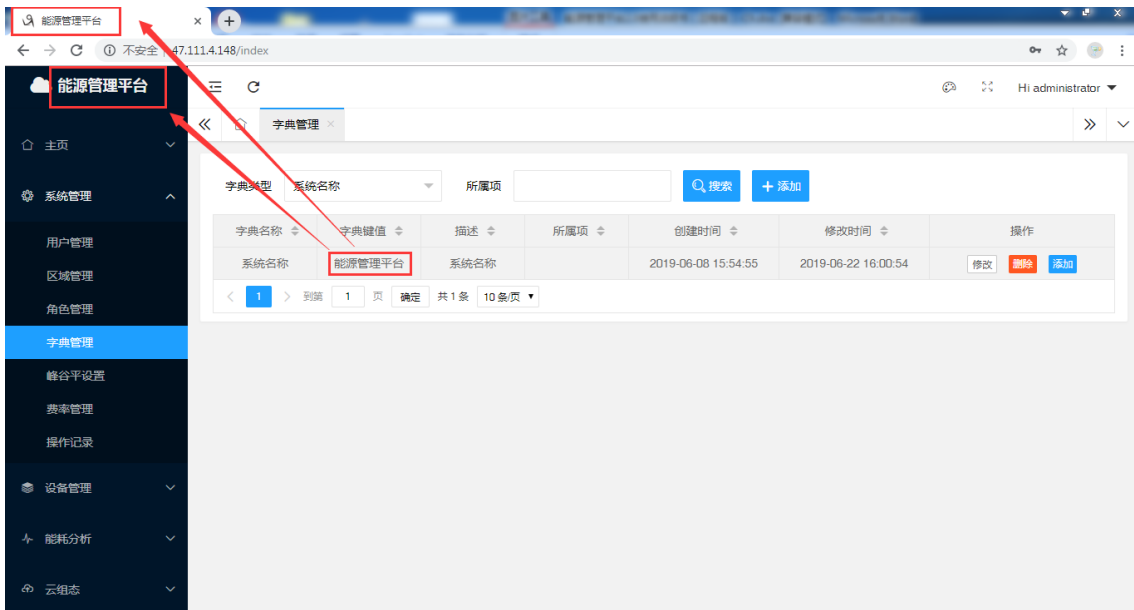 能源管理平台
不安全 47.111.4.148/index
能源管理平台
Hi administrator
字典管理
主页
系统管理
用户管理
区域管理
角色管理
字典管理
峰谷平设置
费率管理
操作记录
设备管理
能耗分析
云组态
字典类型 系统名称 所属项 搜索 添加
字典名称 字典键值 描述 所属项 创建时间 修改时间 操作
系统名称 能源管理平台 系统名称 2019-06-08 15:54:55 2019-06-22 16:00:54 修改 删除 添加
1 到第 1 页 确定 共 1 条 10 条/页